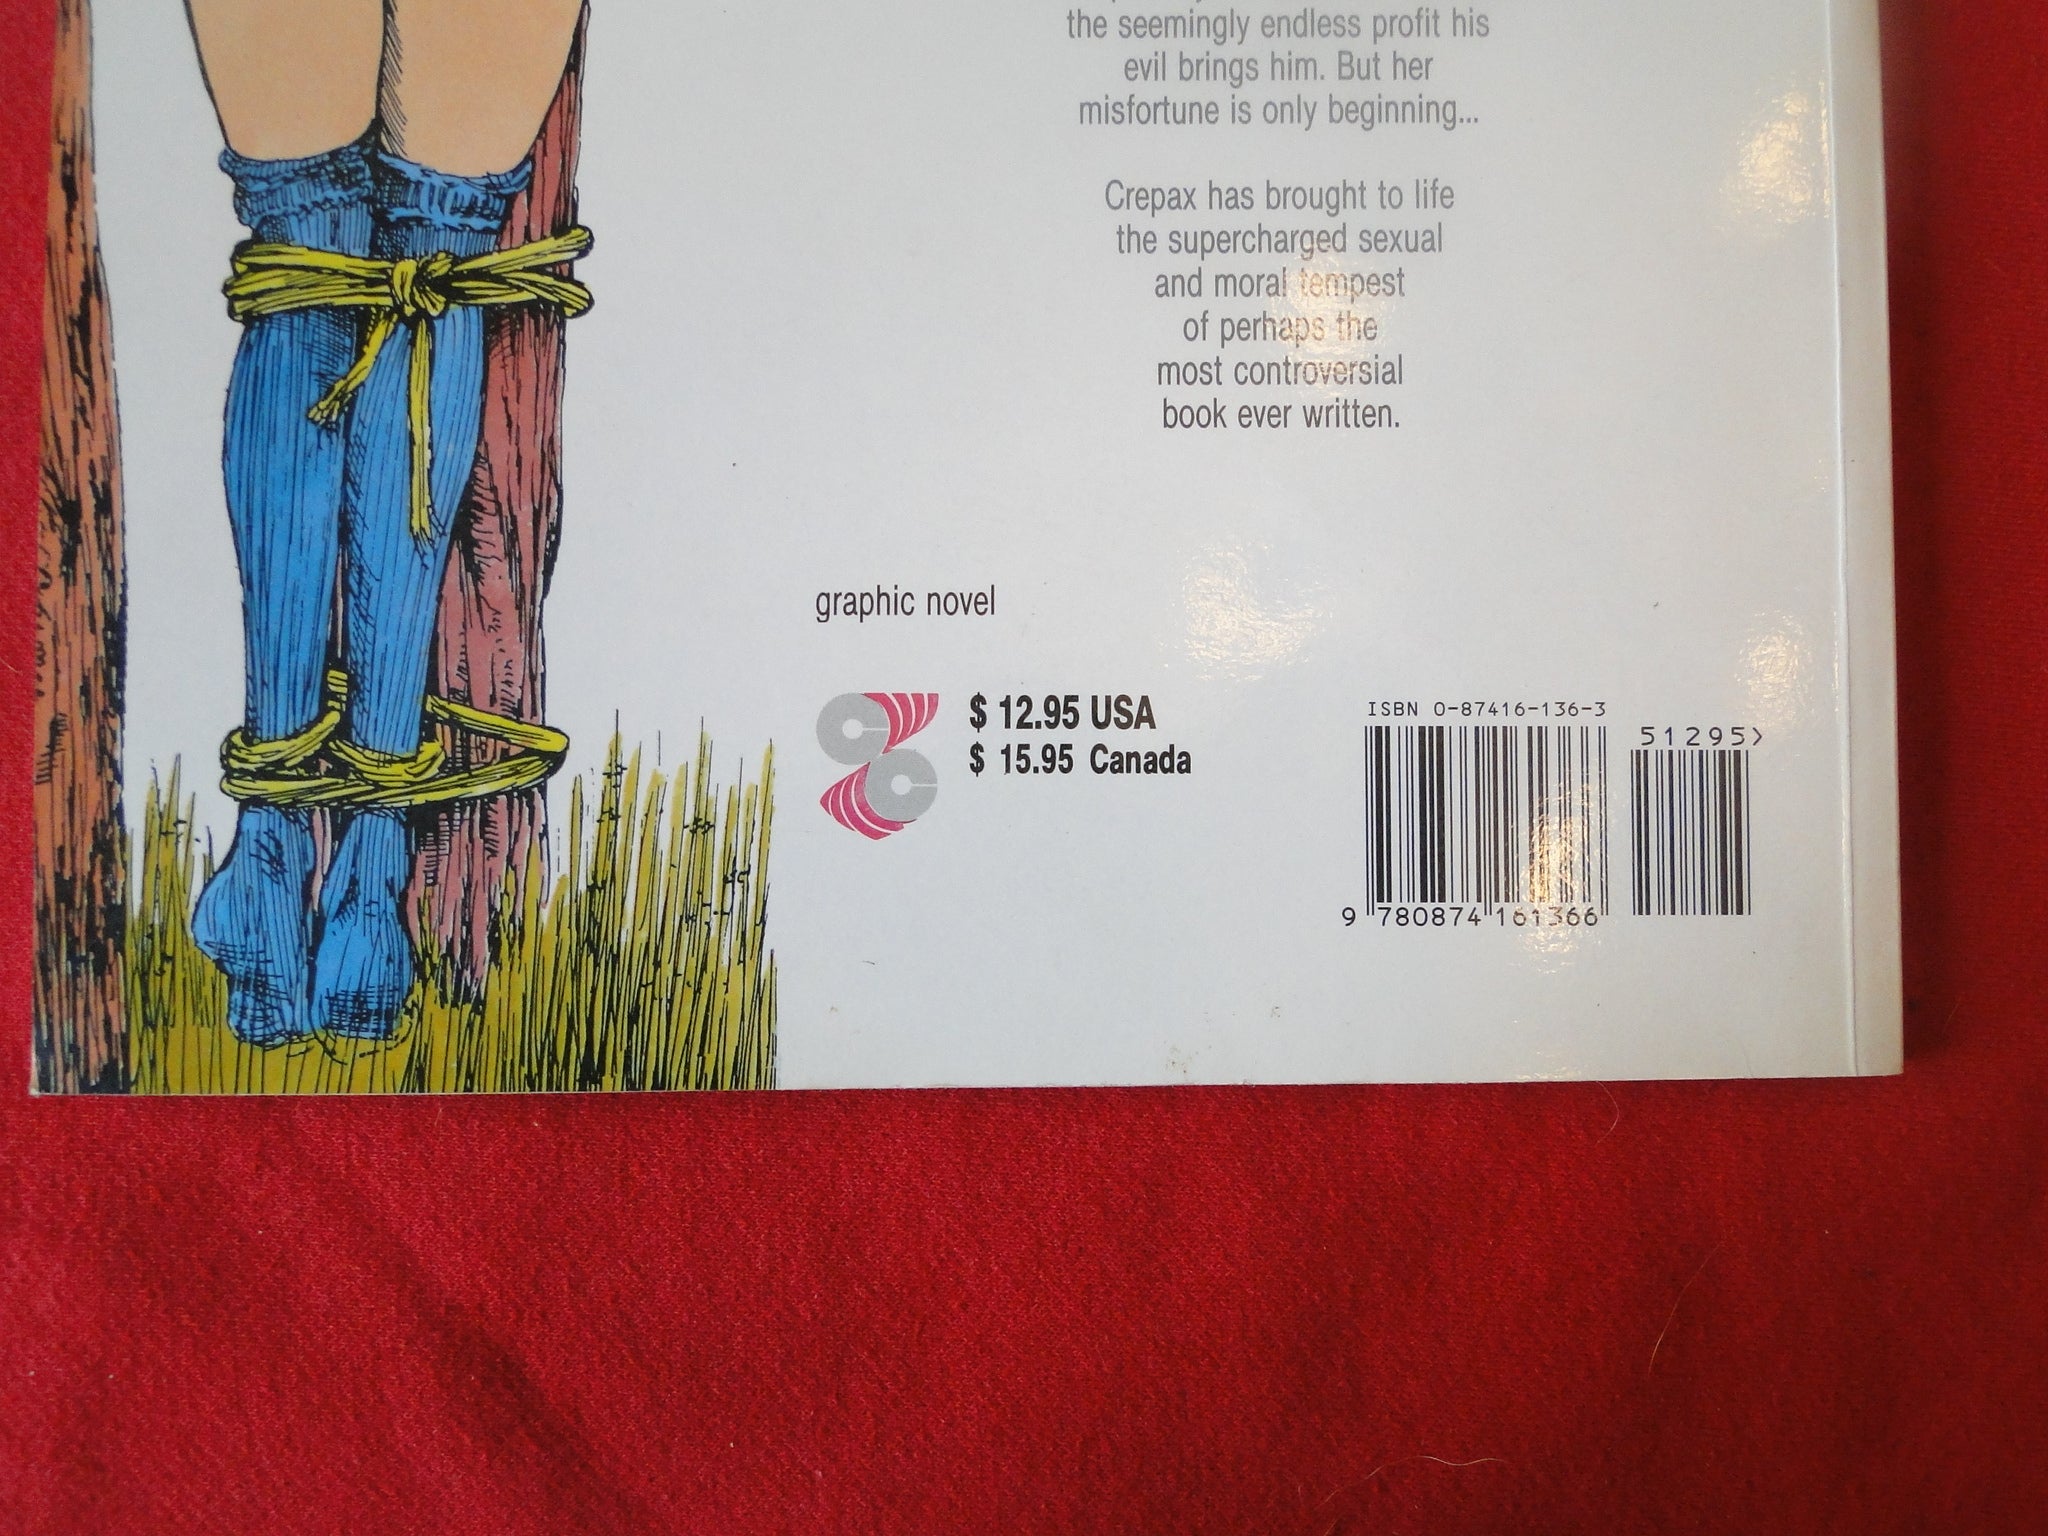 the seemingly endless profit his
evil brings him. But her
misfortune is only beginning...
Crepax has brought to life
the supercharged sexual
and moral tempest
of perhaps the
most controversial
book ever written.
graphic novel
$ 12.95 USA
$ 15.95 Canada
ISBN 0-87416-136-3
51295>
9 780874 161366